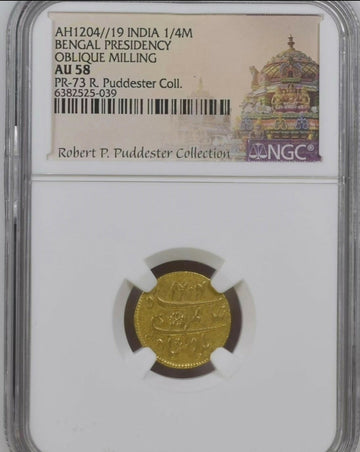 AH1204//19 INDIA 1/4M
BENGAL PRESIDENCY
OBLIQUE MILLING
AU 58
PR-73 R. Puddester Coll.
6382525-039
Robert P. Puddester Collection
NGC®